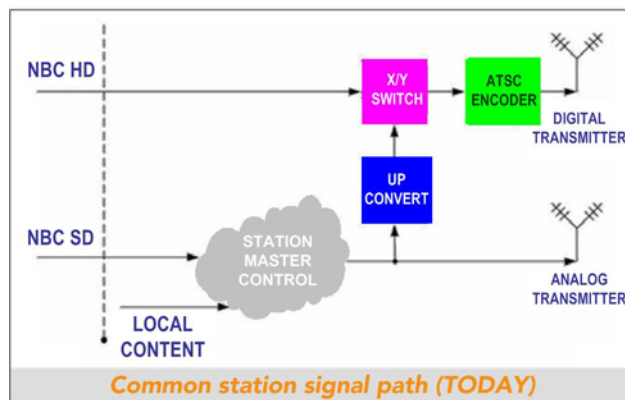 NBC HD
X/Y
SWITCH
ATSC
ENCODER
DIGITAL
TRANSMITTER
UP
CONVERT
NBC SD
STATION
MASTER
CONTROL
ANALOG
TRANSMITTER
LOCAL
CONTENT
Common station signal path (TODAY)